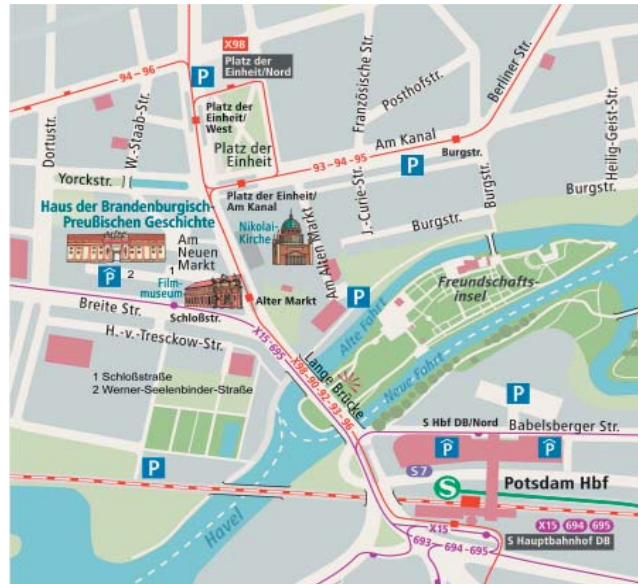 X98
Platz der
Einheit/Nord
94-96
P
Dortustr.
W.-Staab-Str.
Platz der
Einheit/
West
Platz der
Einheit
Französische Str.
Posthofstr.
Berliner Str.
Heilig-Geist-Str.
Am Kanal
93-94-95
P
Burgstr.
Yorckstr.
Platz der Einheit/
Am Kanal
J.-Curie-Str.
Burgstr.
Burgstr.
Burgstr.
Haus der Brandenburgisch-
Preußischen Geschichte
Am
Neuen
Markt
Nikolai-
Kirche
Am Alten Markt
P
2
1
Film-
museum
Schloßstr.
Alter Markt
P
Freundschafts-
insel
Breite Str.
H.-v.-Tresckow-Str.
X15-695
X98-90-92-93-96
Lange Brücke
Alte Fahrt
Neue Fahrt
1 Schloßstraße
2 Werner-Seelenbinder-Straße
P
P
S Hbf DB/Nord
Babelsberger Str.
P
P
S7
S
Potsdam Hbf
Havel
X15
693
694-695
X15 694 695
S Hauptbahnhof DB